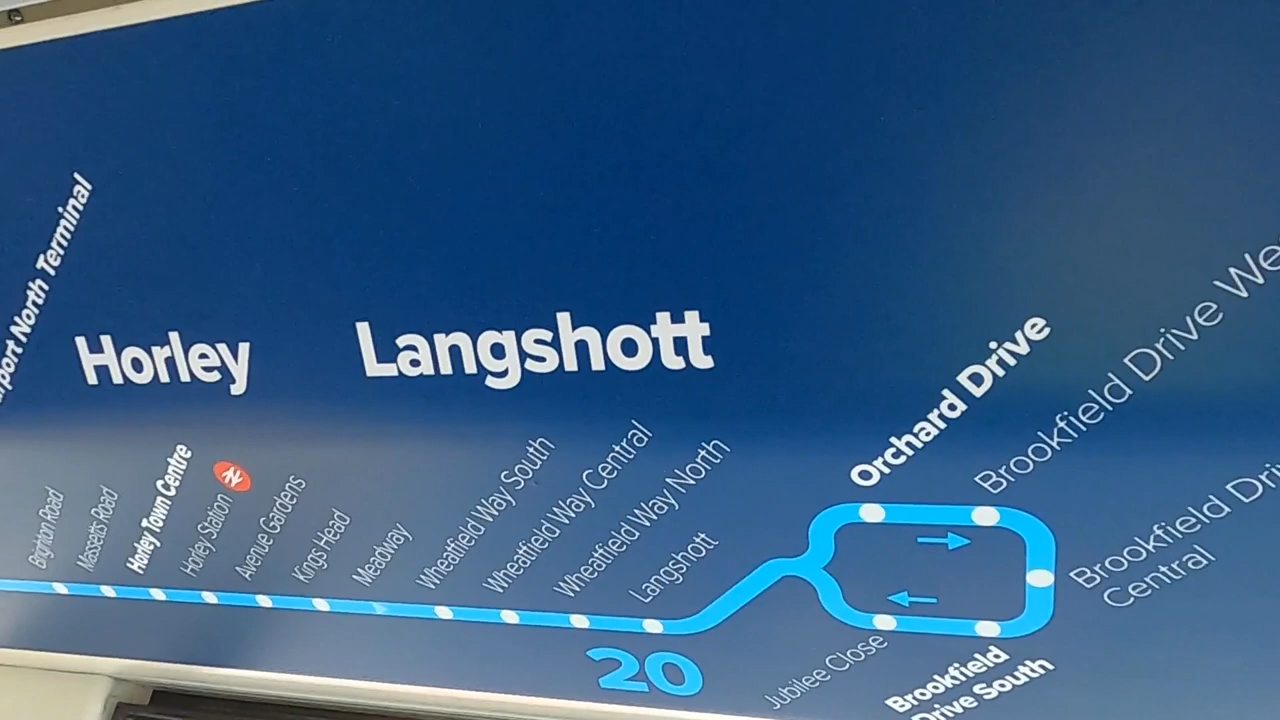 port North Terminal
Horley
Langshott
Brighton Road
Massetts Road
Horley Town Centre
Horley Station
Avenue Gardens
Kings Head
Meadway
Wheatfield Way South
Wheatfield Way Central
Wheatfield Way North
Langshott
20
Orchard Drive
Brookfield Drive We
Brookfield Dri
Central
Brookfield
Drive South
Jubilee Close